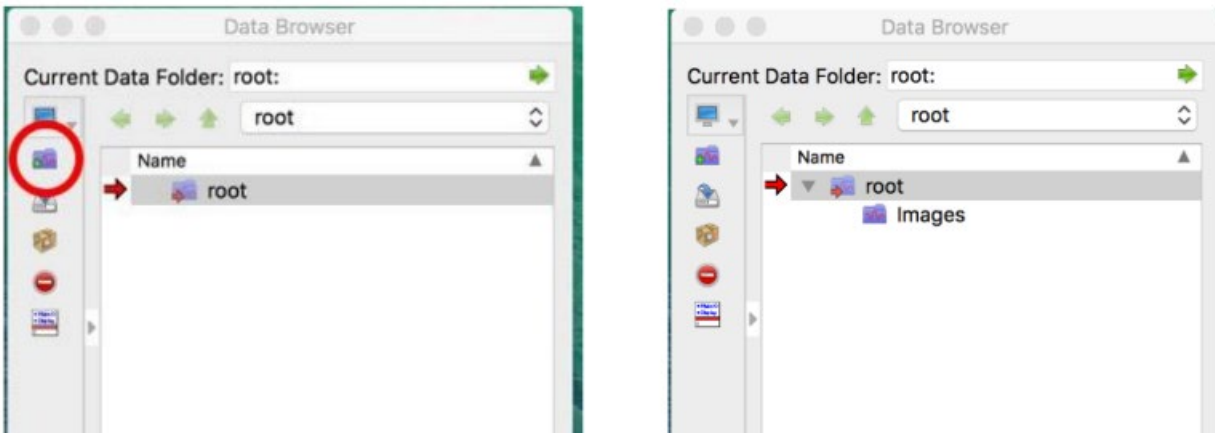 Data Browser
Current Data Folder: root:
root
Name
root
Data Browser
Current Data Folder: root:
root
Name
root
Images